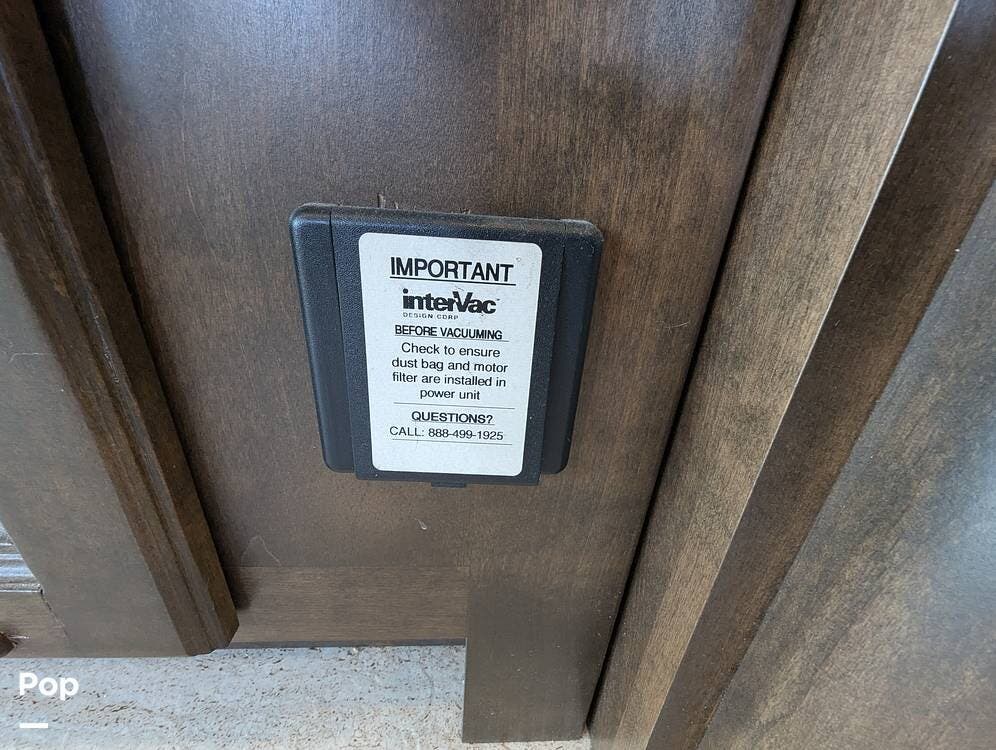 IMPORTANT
interVac
DESIGN CORP
BEFORE VACUUMING
Check to ensure
dust bag and motor
filter are installed in
power unit
QUESTIONS?
CALL: 888-499-1925
Pop